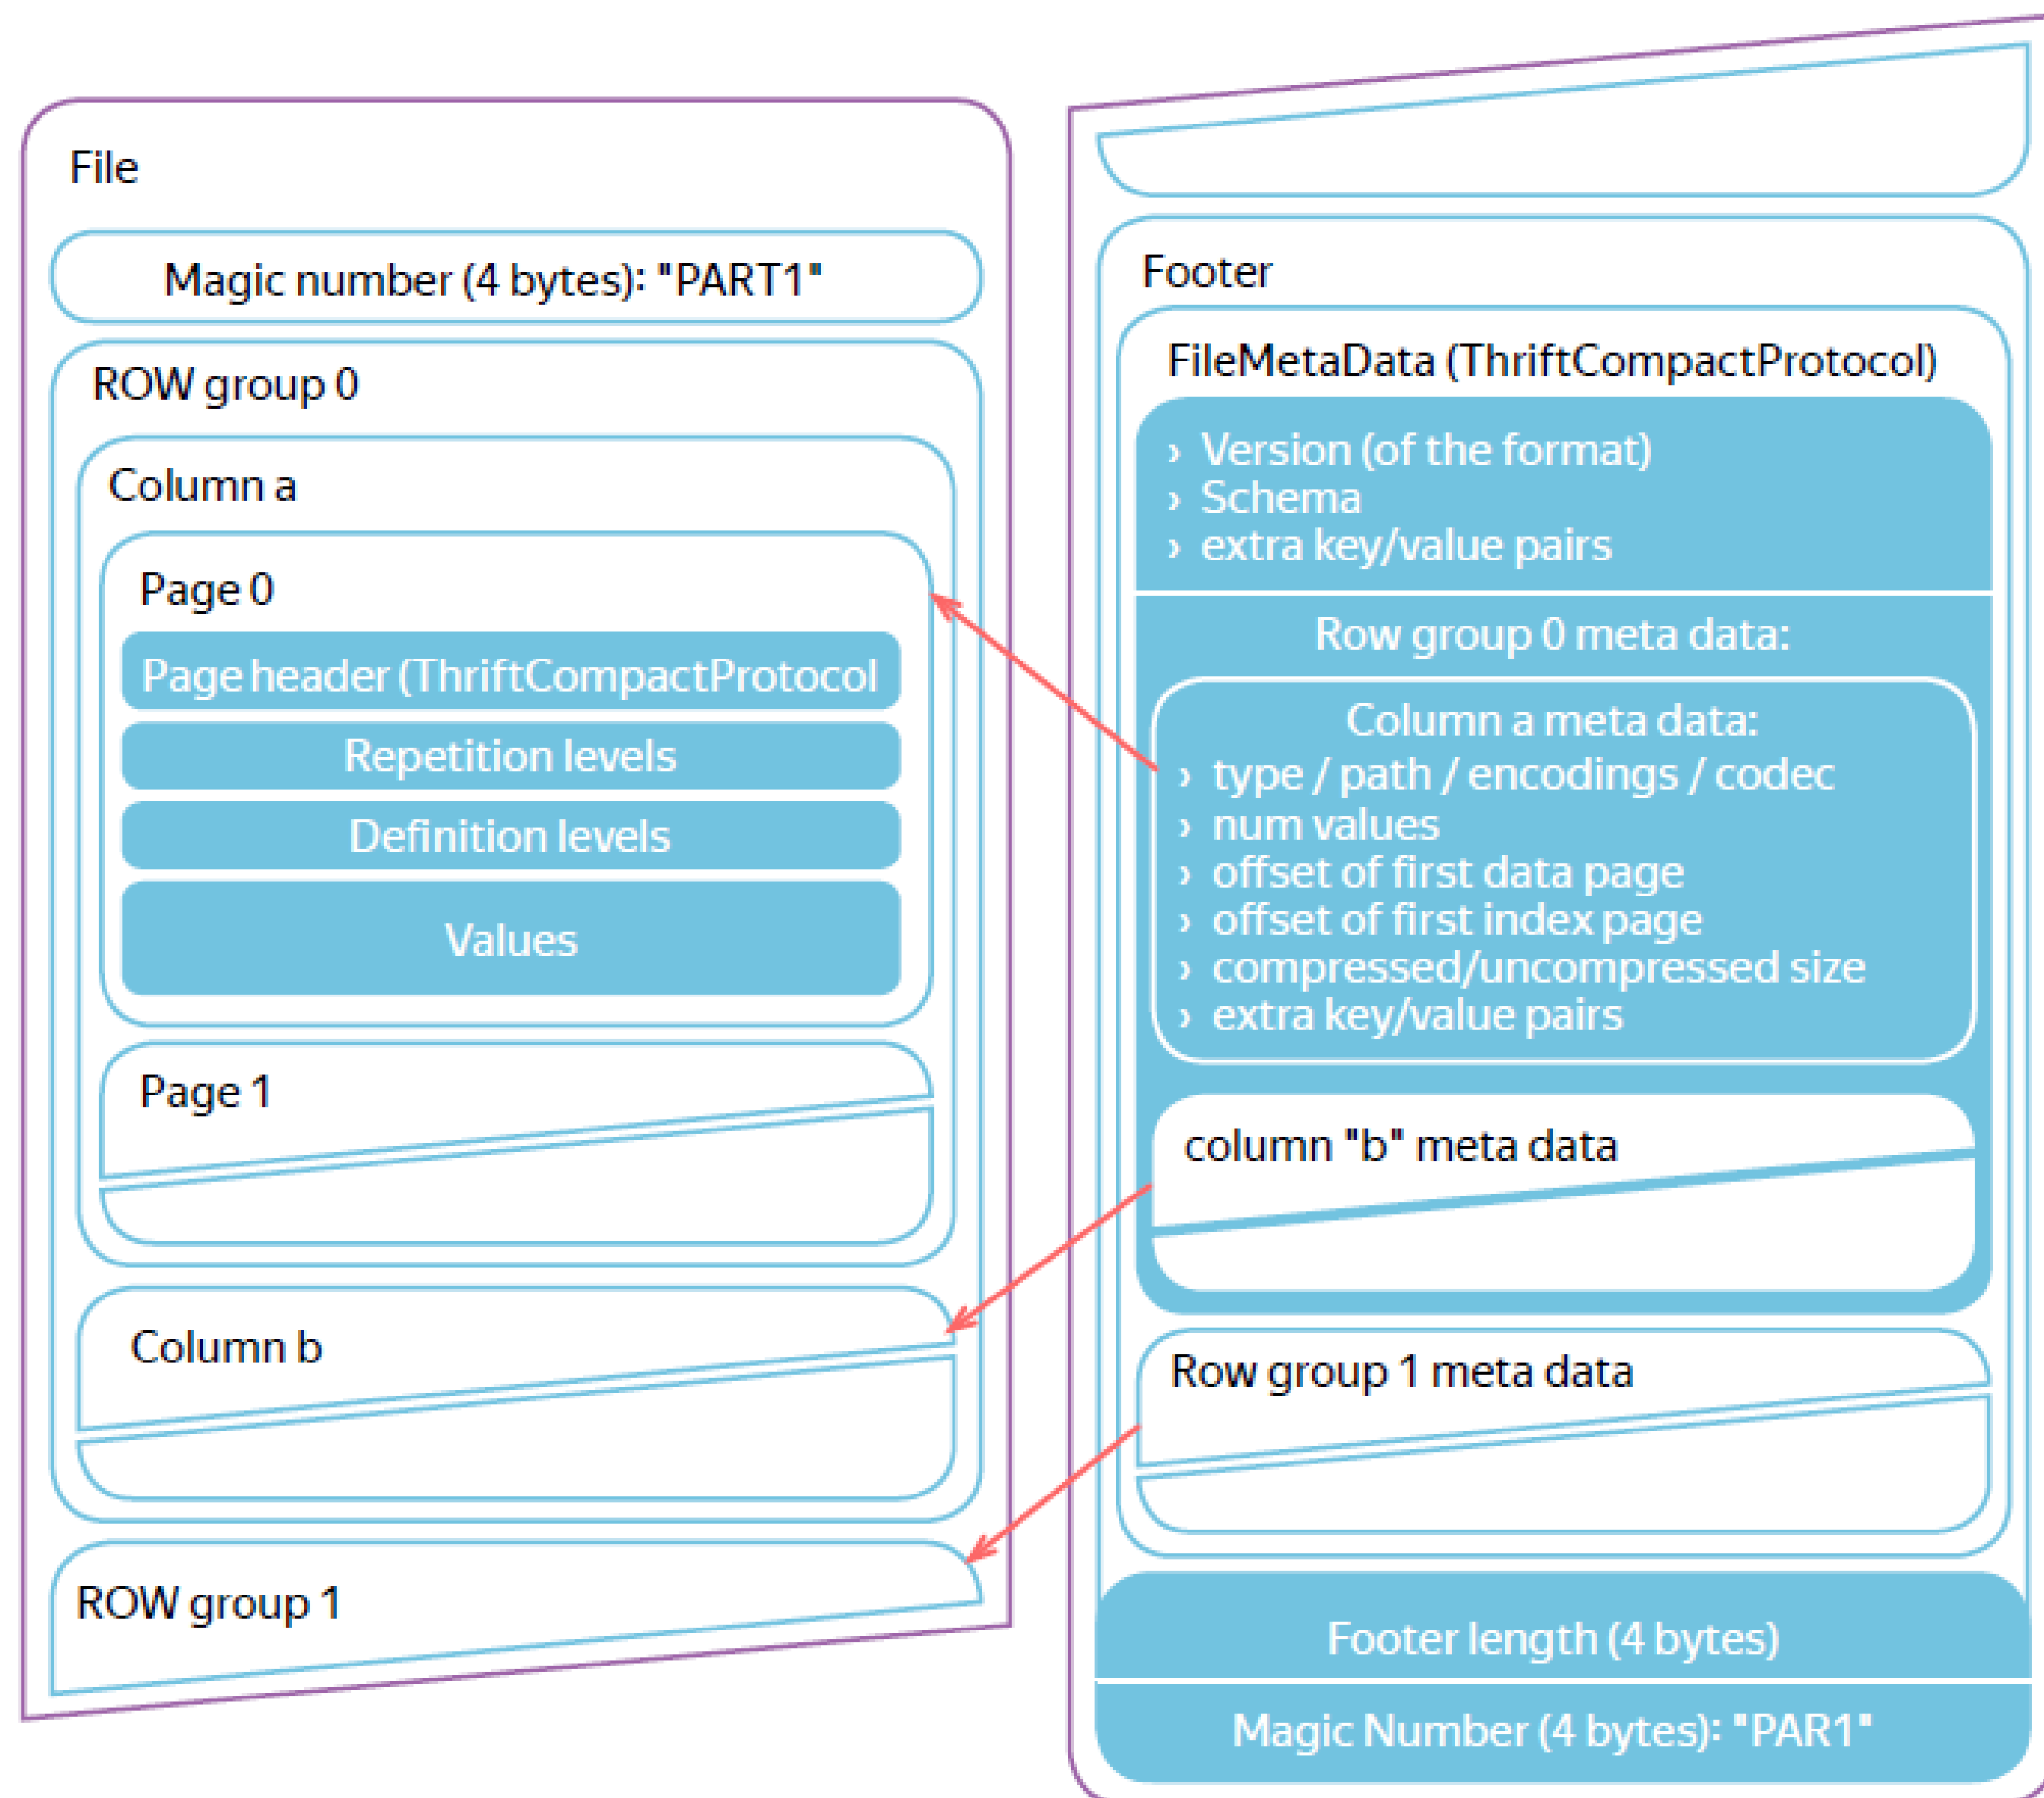 File
Magic number (4 bytes): "PART1"
ROW group 0
Column a
Page 0
Page header (ThriftCompactProtocol
Repetition levels
Definition levels
Values
Page 1
Column b
ROW group 1
Footer
FileMetaData (ThriftCompactProtocol)
› Version (of the format)
› Schema
› extra key/value pairs
Row group 0 meta data:
Column a meta data:
› type / path / encodings / codec
› num values
› offset of first data page
› offset of first index page
› compressed/uncompressed size
› extra key/value pairs
column "b" meta data
Row group 1 meta data
Footer length (4 bytes)
Magic Number (4 bytes): "PAR1"